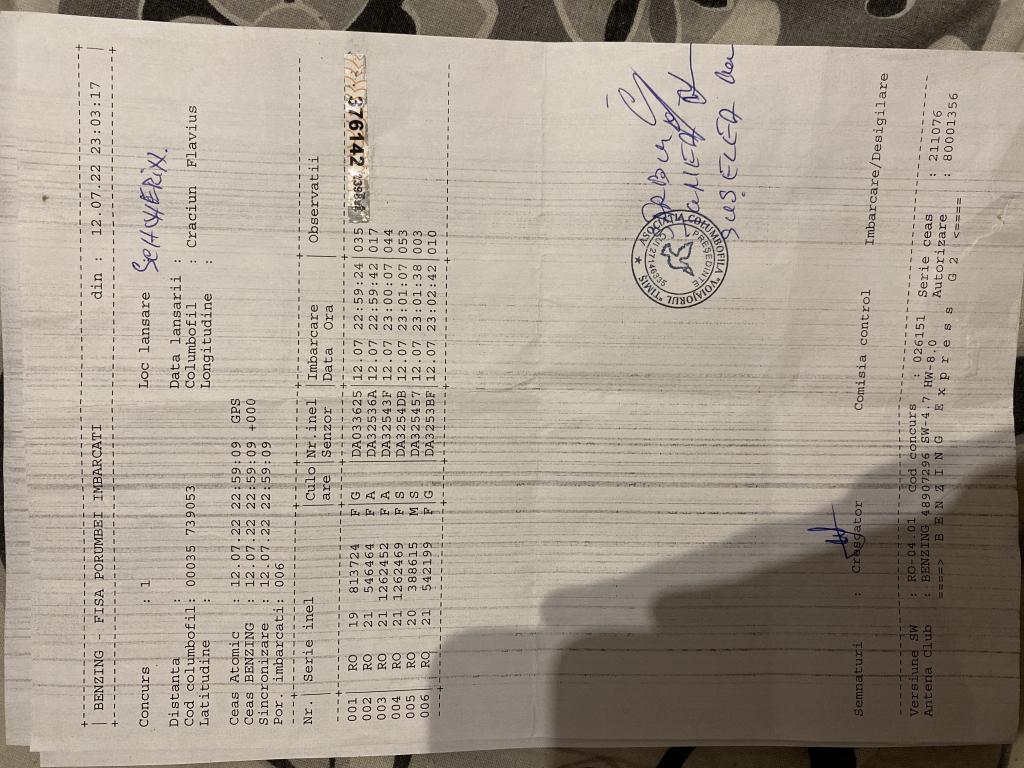 BENZING - FISA PORUMBEI IMBARCATI din : 12.07.22 23:03:17
Concurs : 1 Loc lansare SCHWERIN
Distanta : Data lansarii :
Cod columbofil: 00035 739053 Columbofil : Craciun Flavius
Latitudine : Longitudine :
Ceas Atomic : 12.07.22 22:59:09 GPS
Ceas BENZING : 12.07.22 22:59:09 +000
Sincronizare : 12.07.22 22:59:09
Por. imbarcati: 006
Nr. | Serie inel |Culo|Nr.inel |Imbarcare | Observatii
are Senzor |Data Ora
001 RO 19 813724 F G |DA033625|12.07 22:59:24|035|
002 RO 21 546464 F A |DA32536A|12.07 22:59:42|017
003 RO 21 1262452 F A |DA32543F|12.07 23:00:07|044
004 RO 21 1262469 F S |DA3254DB|12.07 23:01:07|053
005 RO 20 388615 M S |DA325457|12.07 23:01:38|003
006 RO 21 542199 F G |DA3253BF|12.07 23:02:42|010
376142
ASOCIATIA COLUMBOFILA "VOIAJORUL" TIMIS
CUI 27149335
PRESEDINTE
Semnaturi : Crescator Comisia control Imbarcare/Desigilare
Versiune SW : RO-04.01 Cod concurs : 026151 Serie ceas : 211076
Antena Club : BENZING 48907296 SW-4.7 HW-8.0 Autorizare : 80001356
====> B E N Z I N G E x p r e s s G 2 <====